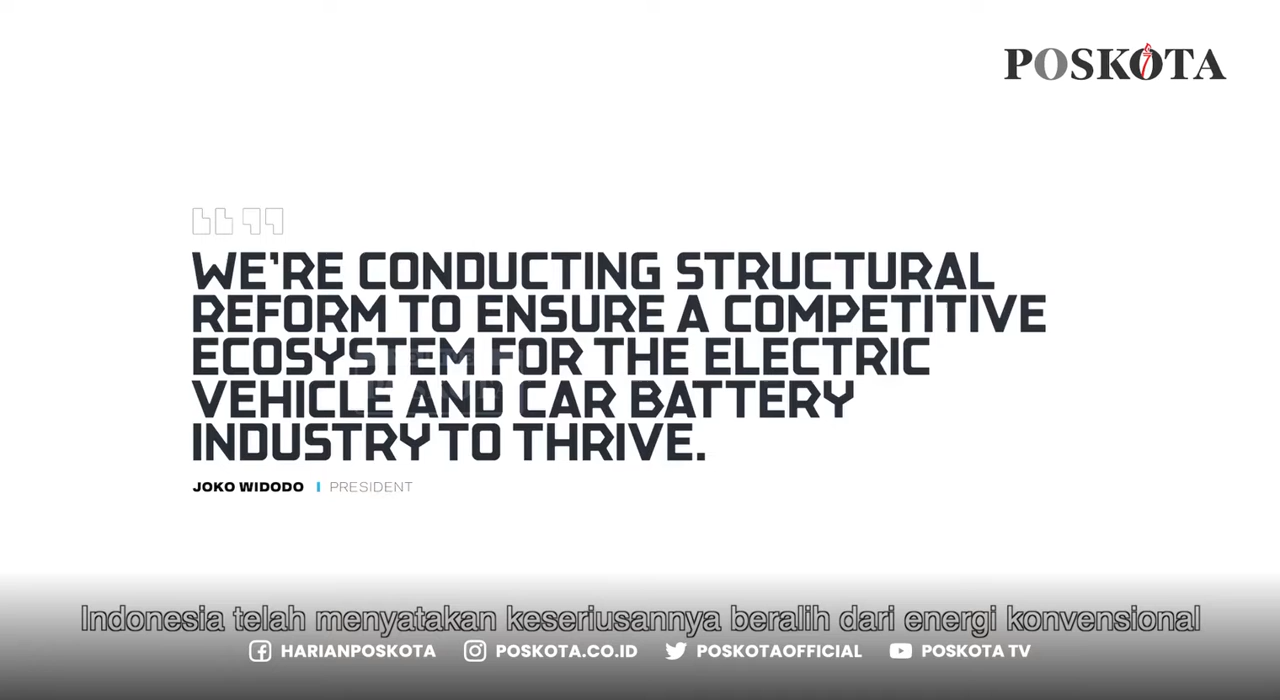 POSKOTA
WE'RE CONDUCTING STRUCTURAL
REFORM TO ENSURE A COMPETITIVE
ECOSYSTEM FOR THE ELECTRIC
VEHICLE AND CAR BATTERY
INDUSTRY TO THRIVE.
JOKO WIDODO | PRESIDENT
Indonesia telah menyatakan keseriusannya beralih dari energi konvensional
HARIANPOSKOTA POSKOTA.CO.ID POSKOTAOFFICIAL POSKOTA TV